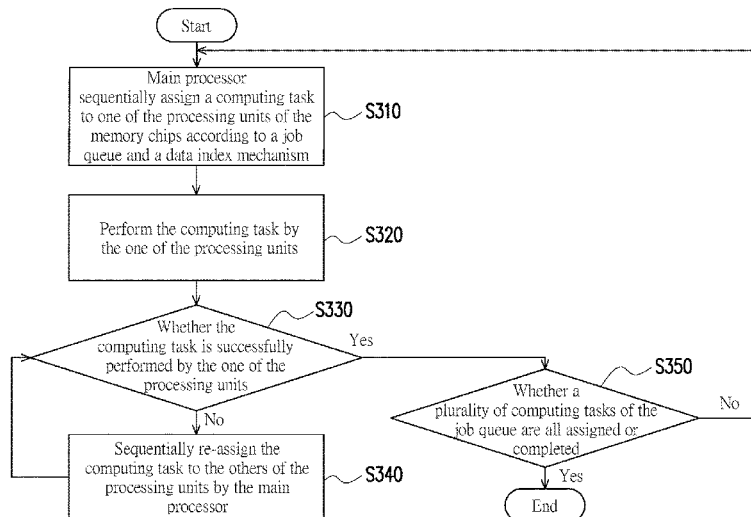 Start
Main processor
sequentially assign a computing task
to one of the processing units of the
memory chips according to a job
queue and a data index mechanism
S310
Perform the computing task by
the one of the processing units
S320
S330
Whether the
computing task is successfully
performed by the one of the
processing units
Yes
No
Sequentially re-assign the
computing task to the others of the
processing units by the main
processor
S340
S350
Whether a
plurality of computing tasks of the
job queue are all assigned or
completed
No
Yes
End